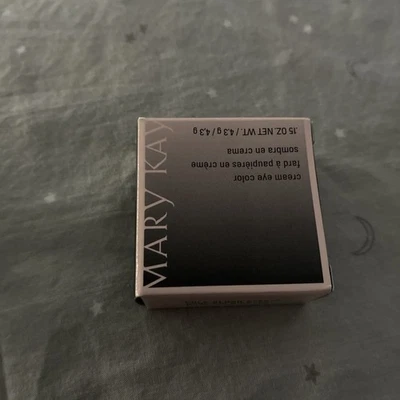 MARY KAY
cream eye color
fard à paupières en crème
sombra en crema
.15 OZ. NET WT. / 4.3 g / 4,3 g